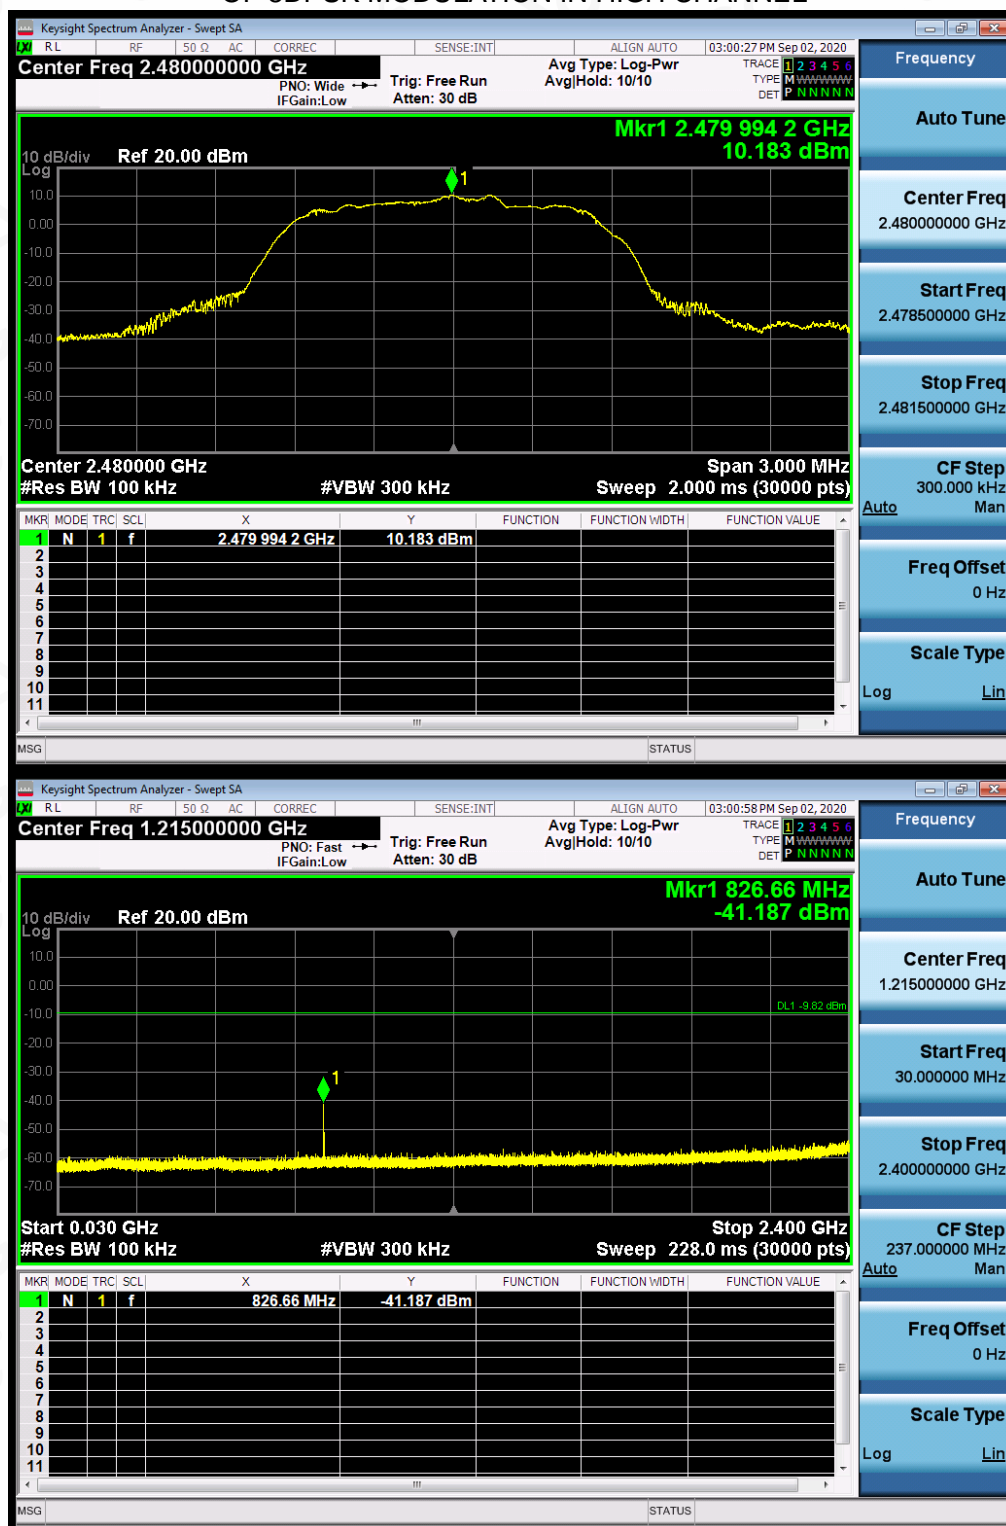 OF 8DPSK MODULATION IN HIGH CHANNEL
Keysight Spectrum Analyzer - Swept SA
LXI RL RF 50 Ω AC CORREC SENSE:INT ALIGN AUTO 03:00:27 PM Sep 02, 2020
Center Freq 2.480000000 GHz
PNO: Wide
IFGain:Low
Trig: Free Run
Atten: 30 dB
Avg Type: Log-Pwr
Avg|Hold: 10/10
TRACE 1 2 3 4 5 6
TYPE M WWWWW
DET P N N N N N
Mkr1 2.479 994 2 GHz
10.183 dBm
10 dB/div Ref 20.00 dBm
Log
10.0
0.00
-10.0
-20.0
-30.0
-40.0
-50.0
-60.0
-70.0
1
Center 2.480000 GHz Span 3.000 MHz
#Res BW 100 kHz #VBW 300 kHz Sweep 2.000 ms (30000 pts)
MKR MODE TRC SCL X Y FUNCTION FUNCTION WIDTH FUNCTION VALUE
1 N 1 f 2.479 994 2 GHz 10.183 dBm
2
3
4
5
6
7
8
9
10
11
MSG STATUS
Frequency
Auto Tune
Center Freq
2.480000000 GHz
Start Freq
2.478500000 GHz
Stop Freq
2.481500000 GHz
CF Step
300.000 kHz
Auto Man
Freq Offset
0 Hz
Scale Type
Log Lin
Keysight Spectrum Analyzer - Swept SA
LXI RL RF 50 Ω AC CORREC SENSE:INT ALIGN AUTO 03:00:58 PM Sep 02, 2020
Center Freq 1.215000000 GHz
PNO: Fast
IFGain:Low
Trig: Free Run
Atten: 30 dB
Avg Type: Log-Pwr
Avg|Hold: 10/10
TRACE 1 2 3 4 5 6
TYPE M WWWWW
DET P N N N N N
Mkr1 826.66 MHz
-41.187 dBm
10 dB/div Ref 20.00 dBm
Log
10.0
0.00
-10.0
-20.0
-30.0
-40.0
-50.0
-60.0
-70.0
DL1 -9.82 dBm
1
Start 0.030 GHz Stop 2.400 GHz
#Res BW 100 kHz #VBW 300 kHz Sweep 228.0 ms (30000 pts)
MKR MODE TRC SCL X Y FUNCTION FUNCTION WIDTH FUNCTION VALUE
1 N 1 f 826.66 MHz -41.187 dBm
2
3
4
5
6
7
8
9
10
11
MSG STATUS
Frequency
Auto Tune
Center Freq
1.215000000 GHz
Start Freq
30.000000 MHz
Stop Freq
2.400000000 GHz
CF Step
237.000000 MHz
Auto Man
Freq Offset
0 Hz
Scale Type
Log Lin